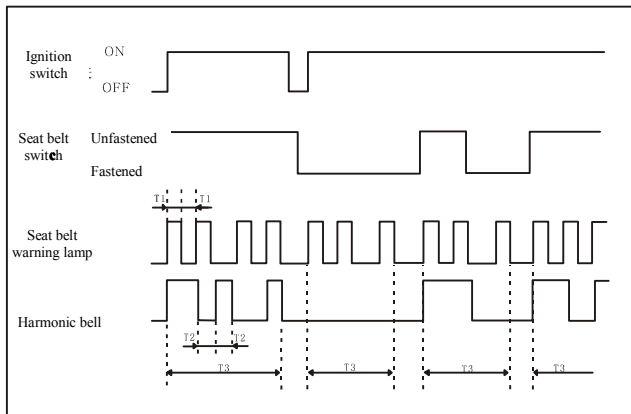 ON
Ignition
switch
:
OFF
Seat belt
switch
Unfastened
Fastened
T1
T1
Seat belt
warning lamp
Harmonic bell
T2
T2
T3
T3
T3
T3